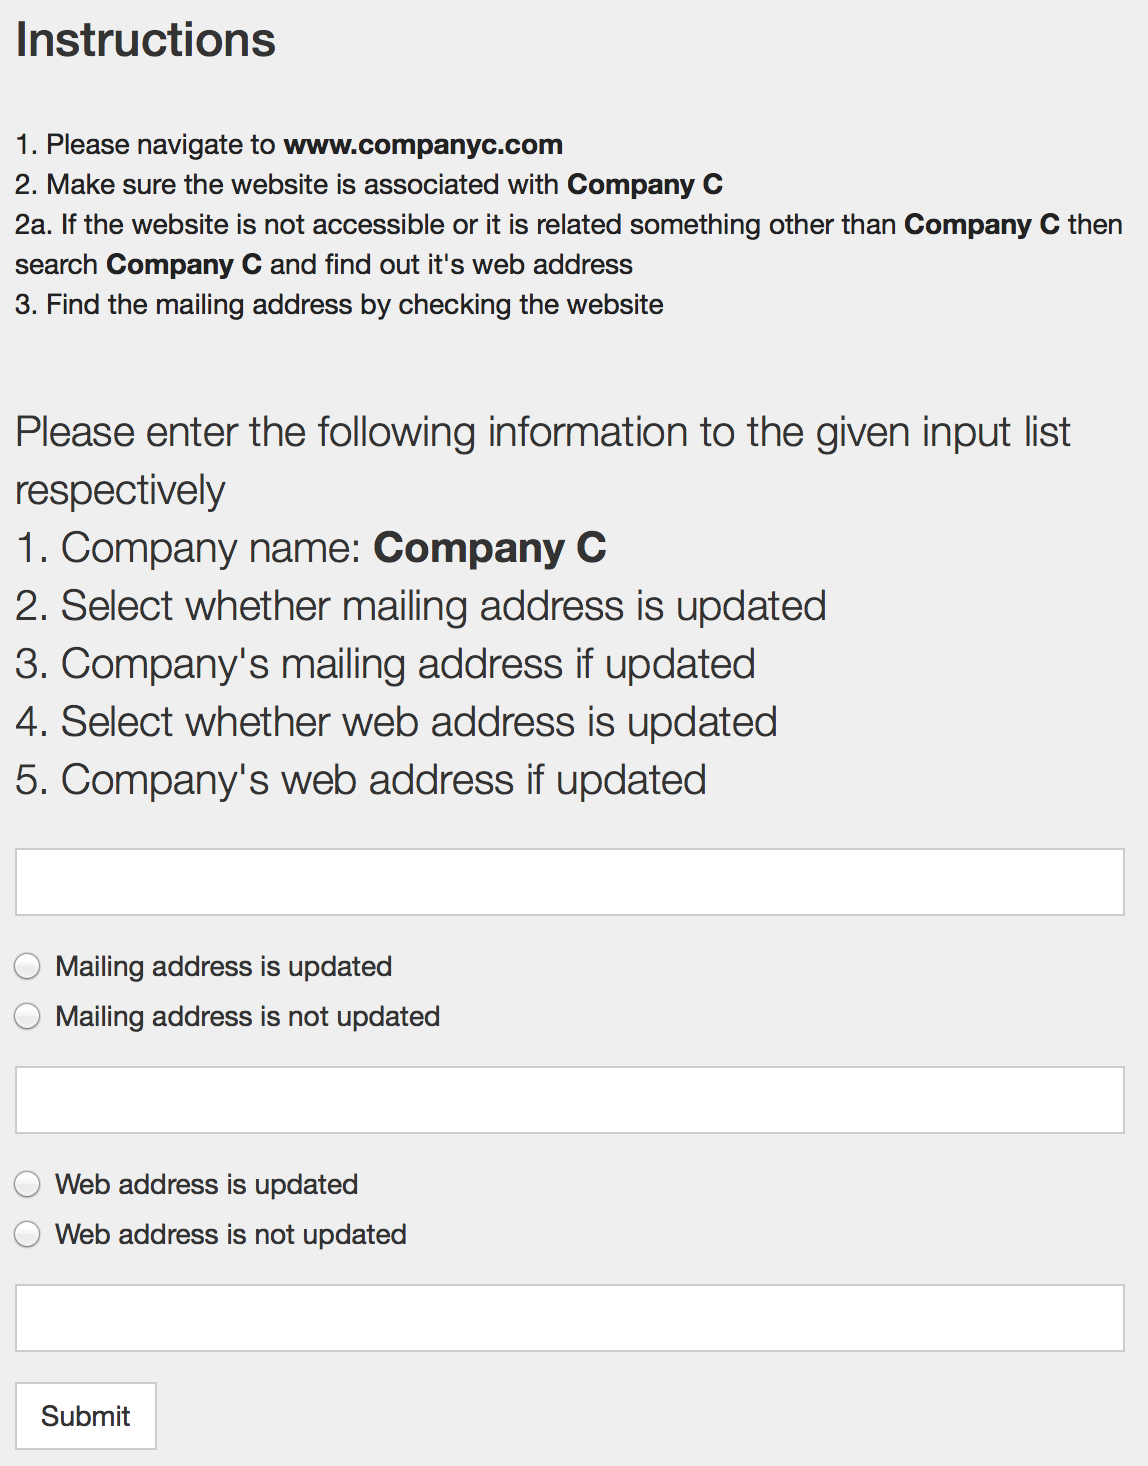 Instructions
1. Please navigate to www.companyc.com
2. Make sure the website is associated with Company C
2a. If the website is not accessible or it is related something other than Company C then
search Company C and find out it's web address
3. Find the mailing address by checking the website
Please enter the following information to the given input list
respectively
1. Company name: Company C
2. Select whether mailing address is updated
3. Company's mailing address if updated
4. Select whether web address is updated
5. Company's web address if updated
Mailing address is updated
Mailing address is not updated
Web address is updated
Web address is not updated
Submit